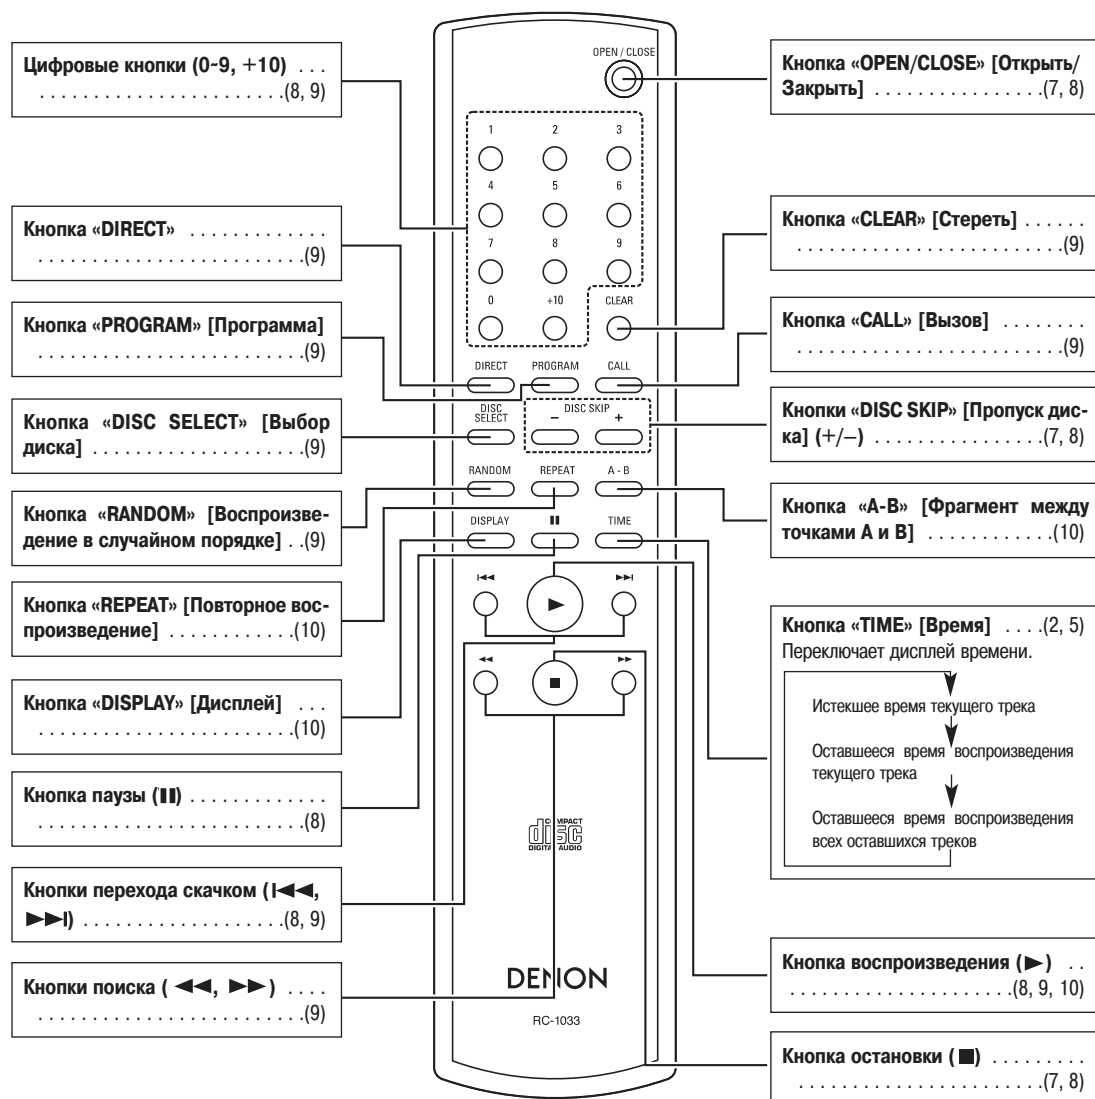 Цифровые кнопки (0~9, +10) . . .
. . . . . . . . . . . . . . . . . . . . . . . .(8, 9)
Кнопка «DIRECT» . . . . . . . . . . . . .
. . . . . . . . . . . . . . . . . . . . . . . . . .(9)
Кнопка «PROGRAM» [Программа]
. . . . . . . . . . . . . . . . . . . . . . . . . .(9)
Кнопка «DISC SELECT» [Выбор
диска] . . . . . . . . . . . . . . . . . . . . .(9)
Кнопка «RANDOM» [Воспроизве-
дение в случайном порядке] . .(9)
Кнопка «REPEAT» [Повторное вос-
произведение] . . . . . . . . . . . .(10)
Кнопка «DISPLAY» [Дисплей] . . .
. . . . . . . . . . . . . . . . . . . . . . . . .(10)
Кнопка паузы (II) . . . . . . . . . . . . .
. . . . . . . . . . . . . . . . . . . . . . . . . .(8)
Кнопки перехода скачком (I◄◄,
►►I) . . . . . . . . . . . . . . . . . . .(8, 9)
Кнопки поиска ( ◄◄, ►► ) . . . .
. . . . . . . . . . . . . . . . . . . . . . . . . .(9)
OPEN / CLOSE
1 2 3
4 5 6
7 8 9
0 +10 CLEAR
DIRECT PROGRAM CALL
DISC
SELECT
– DISC SKIP +
RANDOM REPEAT A - B
DISPLAY II TIME
I◄◄ ► ►►I
◄◄ ■ ►►
COMPACT
disc
DIGITAL AUDIO
DENON
RC-1033
Кнопка «OPEN/CLOSE» [Открыть/
Закрыть] . . . . . . . . . . . . . . . .(7, 8)
Кнопка «CLEAR» [Стереть] . . . . . .
. . . . . . . . . . . . . . . . . . . . . . . . . .(9)
Кнопка «CALL» [Вызов] . . . . . . . .
. . . . . . . . . . . . . . . . . . . . . . . . . .(9)
Кнопки «DISC SKIP» [Пропуск дис-
ка] (+/–) . . . . . . . . . . . . . . . .(7, 8)
Кнопка «A-B» [Фрагмент между
точками А и В] . . . . . . . . . . . .(10)
Кнопка «TIME» [Время] . . . .(2, 5)
Переключает дисплей времени.
Истекшее время текущего трека
Оставшееся время воспроизведения
текущего трека
Оставшееся время воспроизведения
всех оставшихся треков
Кнопка воспроизведения (►) . .
. . . . . . . . . . . . . . . . . . . . . .(8, 9, 10)
Кнопка остановки (■) . . . . . . . . .
. . . . . . . . . . . . . . . . . . . . . . . .(7, 8)